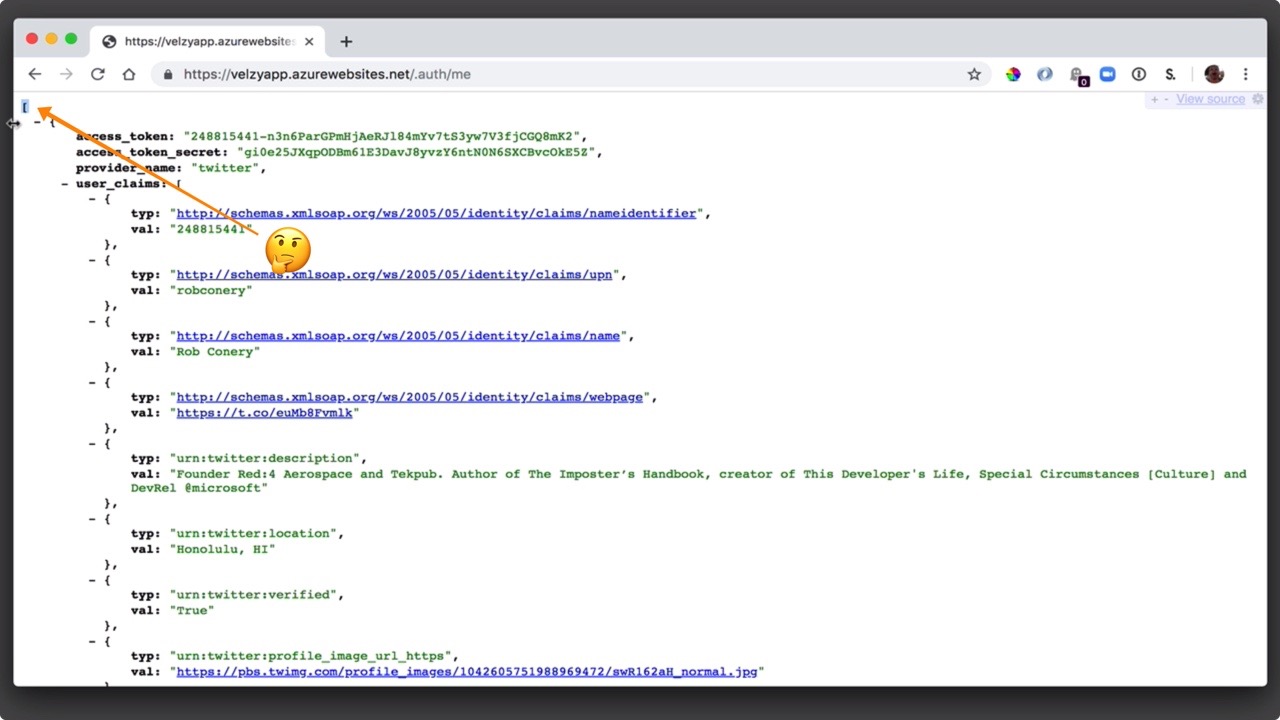 https://velzyapp.azurewebsites
https://velzyapp.azurewebsites.net/.auth/me
0
S.
+ - View source
[
- {
access_token: "248815441-n3n6ParGPmHjAeRJl84mYv7tS3yw7V3fjCGQ8mK2",
access_token_secret: "gi0e25JXqpODBm6lE3DavJ8yvzY6ntN0N6SXCBvcOkE5Z",
provider_name: "twitter",
- user_claims: [
- {
typ: "http://schemas.xmlsoap.org/ws/2005/05/identity/claims/nameidentifier",
val: "248815441"
},
- {
typ: "http://schemas.xmlsoap.org/ws/2005/05/identity/claims/upn",
val: "robconery"
},
- {
typ: "http://schemas.xmlsoap.org/ws/2005/05/identity/claims/name",
val: "Rob Conery"
},
- {
typ: "http://schemas.xmlsoap.org/ws/2005/05/identity/claims/webpage",
val: "https://t.co/euMb8Fvmlk"
},
- {
typ: "urn:twitter:description",
val: "Founder Red:4 Aerospace and Tekpub. Author of The Imposter’s Handbook, creator of This Developer's Life, Special Circumstances [Culture] and
DevRel @microsoft"
},
- {
typ: "urn:twitter:location",
val: "Honolulu, HI"
},
- {
typ: "urn:twitter:verified",
val: "True"
},
- {
typ: "urn:twitter:profile_image_url_https",
val: "https://pbs.twimg.com/profile_images/1042605751988969472/swR162aH_normal.jpg"